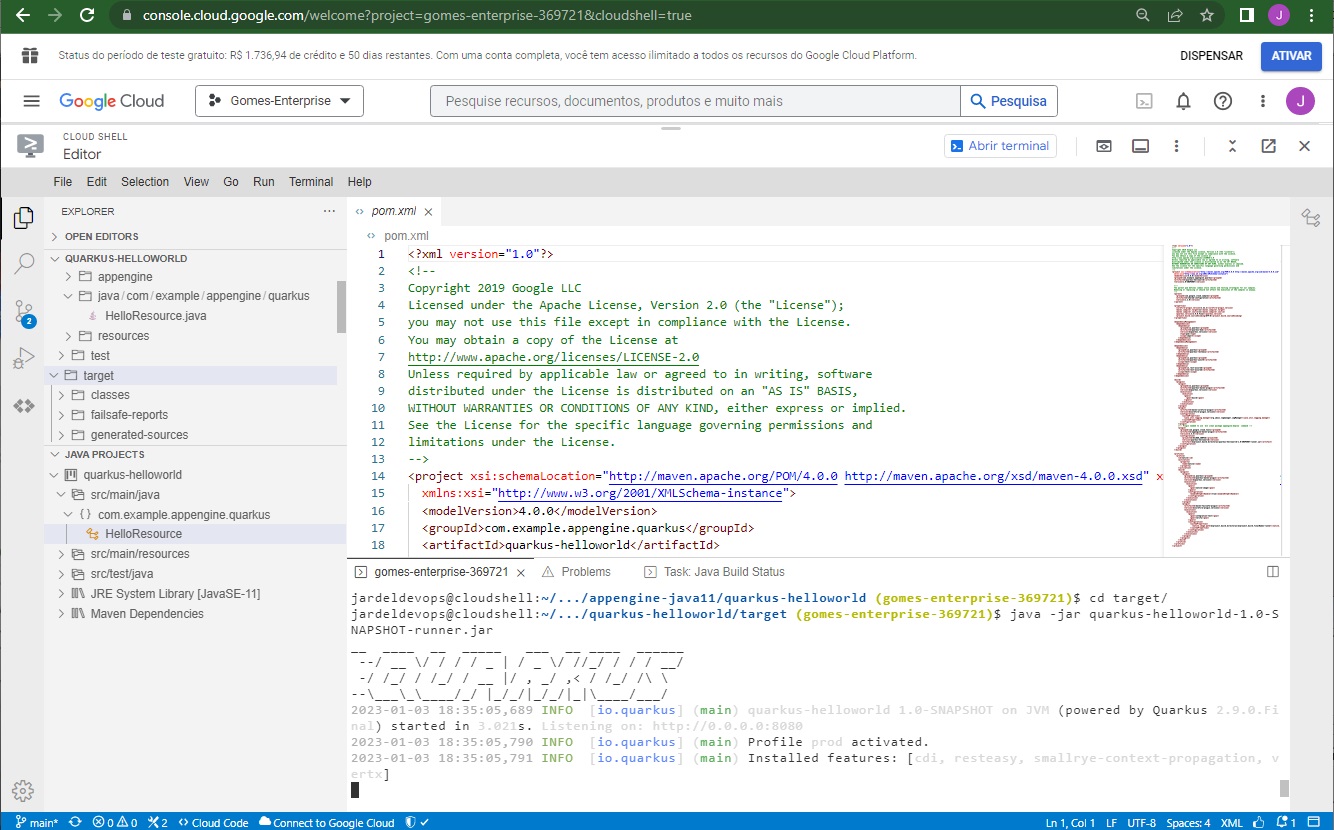 console.cloud.google.com/welcome?project=gomes-enterprise-369721&cloudshell=true
J
Status do período de teste gratuito: R$ 1.736,94 de crédito e 50 dias restantes. Com uma conta completa, você tem acesso ilimitado a todos os recursos do Google Cloud Platform.
DISPENSAR
ATIVAR
Google Cloud
Gomes-Enterprise
Pesquise recursos, documentos, produtos e muito mais
Pesquisa
J
CLOUD SHELL
Editor
Abrir terminal
File Edit Selection View Go Run Terminal Help
EXPLORER
OPEN EDITORS
QUARKUS-HELLOWORLD
appengine
java/com/example/appengine/quarkus
HelloResource.java
resources
test
target
classes
failsafe-reports
generated-sources
JAVA PROJECTS
quarkus-helloworld
src/main/java
{} com.example.appengine.quarkus
HelloResource
src/main/resources
src/test/java
JRE System Library [JavaSE-11]
Maven Dependencies
2
pom.xml
pom.xml
1 <?xml version="1.0"?>
2 <!--
3 Copyright 2019 Google LLC
4 Licensed under the Apache License, Version 2.0 (the "License");
5 you may not use this file except in compliance with the License.
6 You may obtain a copy of the License at
7 http://www.apache.org/licenses/LICENSE-2.0
8 Unless required by applicable law or agreed to in writing, software
9 distributed under the License is distributed on an "AS IS" BASIS,
10 WITHOUT WARRANTIES OR CONDITIONS OF ANY KIND, either express or implied.
11 See the License for the specific language governing permissions and
12 limitations under the License.
13 -->
14 <project xsi:schemaLocation="http://maven.apache.org/POM/4.0.0 http://maven.apache.org/xsd/maven-4.0.0.xsd" x
15 xmlns:xsi="http://www.w3.org/2001/XMLSchema-instance">
16 <modelVersion>4.0.0</modelVersion>
17 <groupId>com.example.appengine.quarkus</groupId>
18 <artifactId>quarkus-helloworld</artifactId>
gomes-enterprise-369721
Problems
Task: Java Build Status
jardeldevops@cloudshell:~/.../appengine-java11/quarkus-helloworld (gomes-enterprise-369721)$ cd target/
jardeldevops@cloudshell:~/.../quarkus-helloworld/target (gomes-enterprise-369721)$ java -jar quarkus-helloworld-1.0-S
NAPSHOT-runner.jar
__  ____  __  _____   ___  __ ____  ______
 --/ __ \/ / / / _ | / _ \/ //_/ / / / __/
 -/ /_/ / /_/ / __ |/ , _/ ,< / /_/ /\ \
--\___\_\____/_/ |_/_/|_/_/|_|\____/___/
2023-01-03 18:35:05,689 INFO [io.quarkus] (main) quarkus-helloworld 1.0-SNAPSHOT on JVM (powered by Quarkus 2.9.0.Fi
nal) started in 3.021s. Listening on: http://0.0.0.0:8080
2023-01-03 18:35:05,790 INFO [io.quarkus] (main) Profile prod activated.
2023-01-03 18:35:05,791 INFO [io.quarkus] (main) Installed features: [cdi, resteasy, smallrye-context-propagation, v
ertx]
main* 0 0 2 Cloud Code Connect to Google Cloud
Ln 1, Col 1 LF UTF-8 Spaces: 4 XML 1